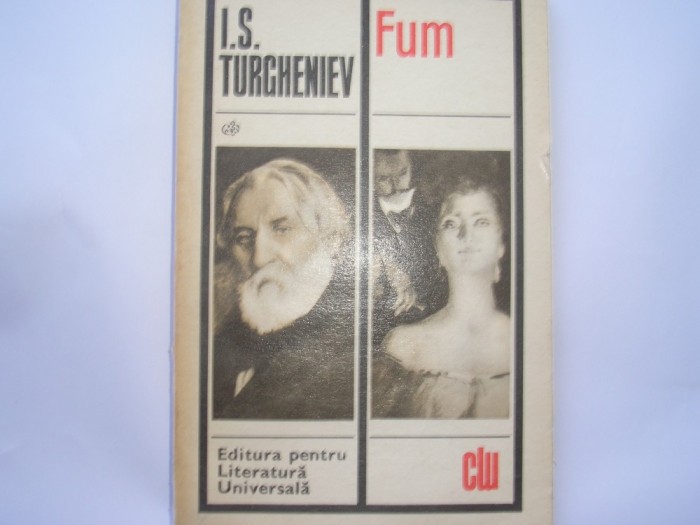 I.S.
TURGHENIEV
Fum
Editura pentru
Literatură
Universală
clu